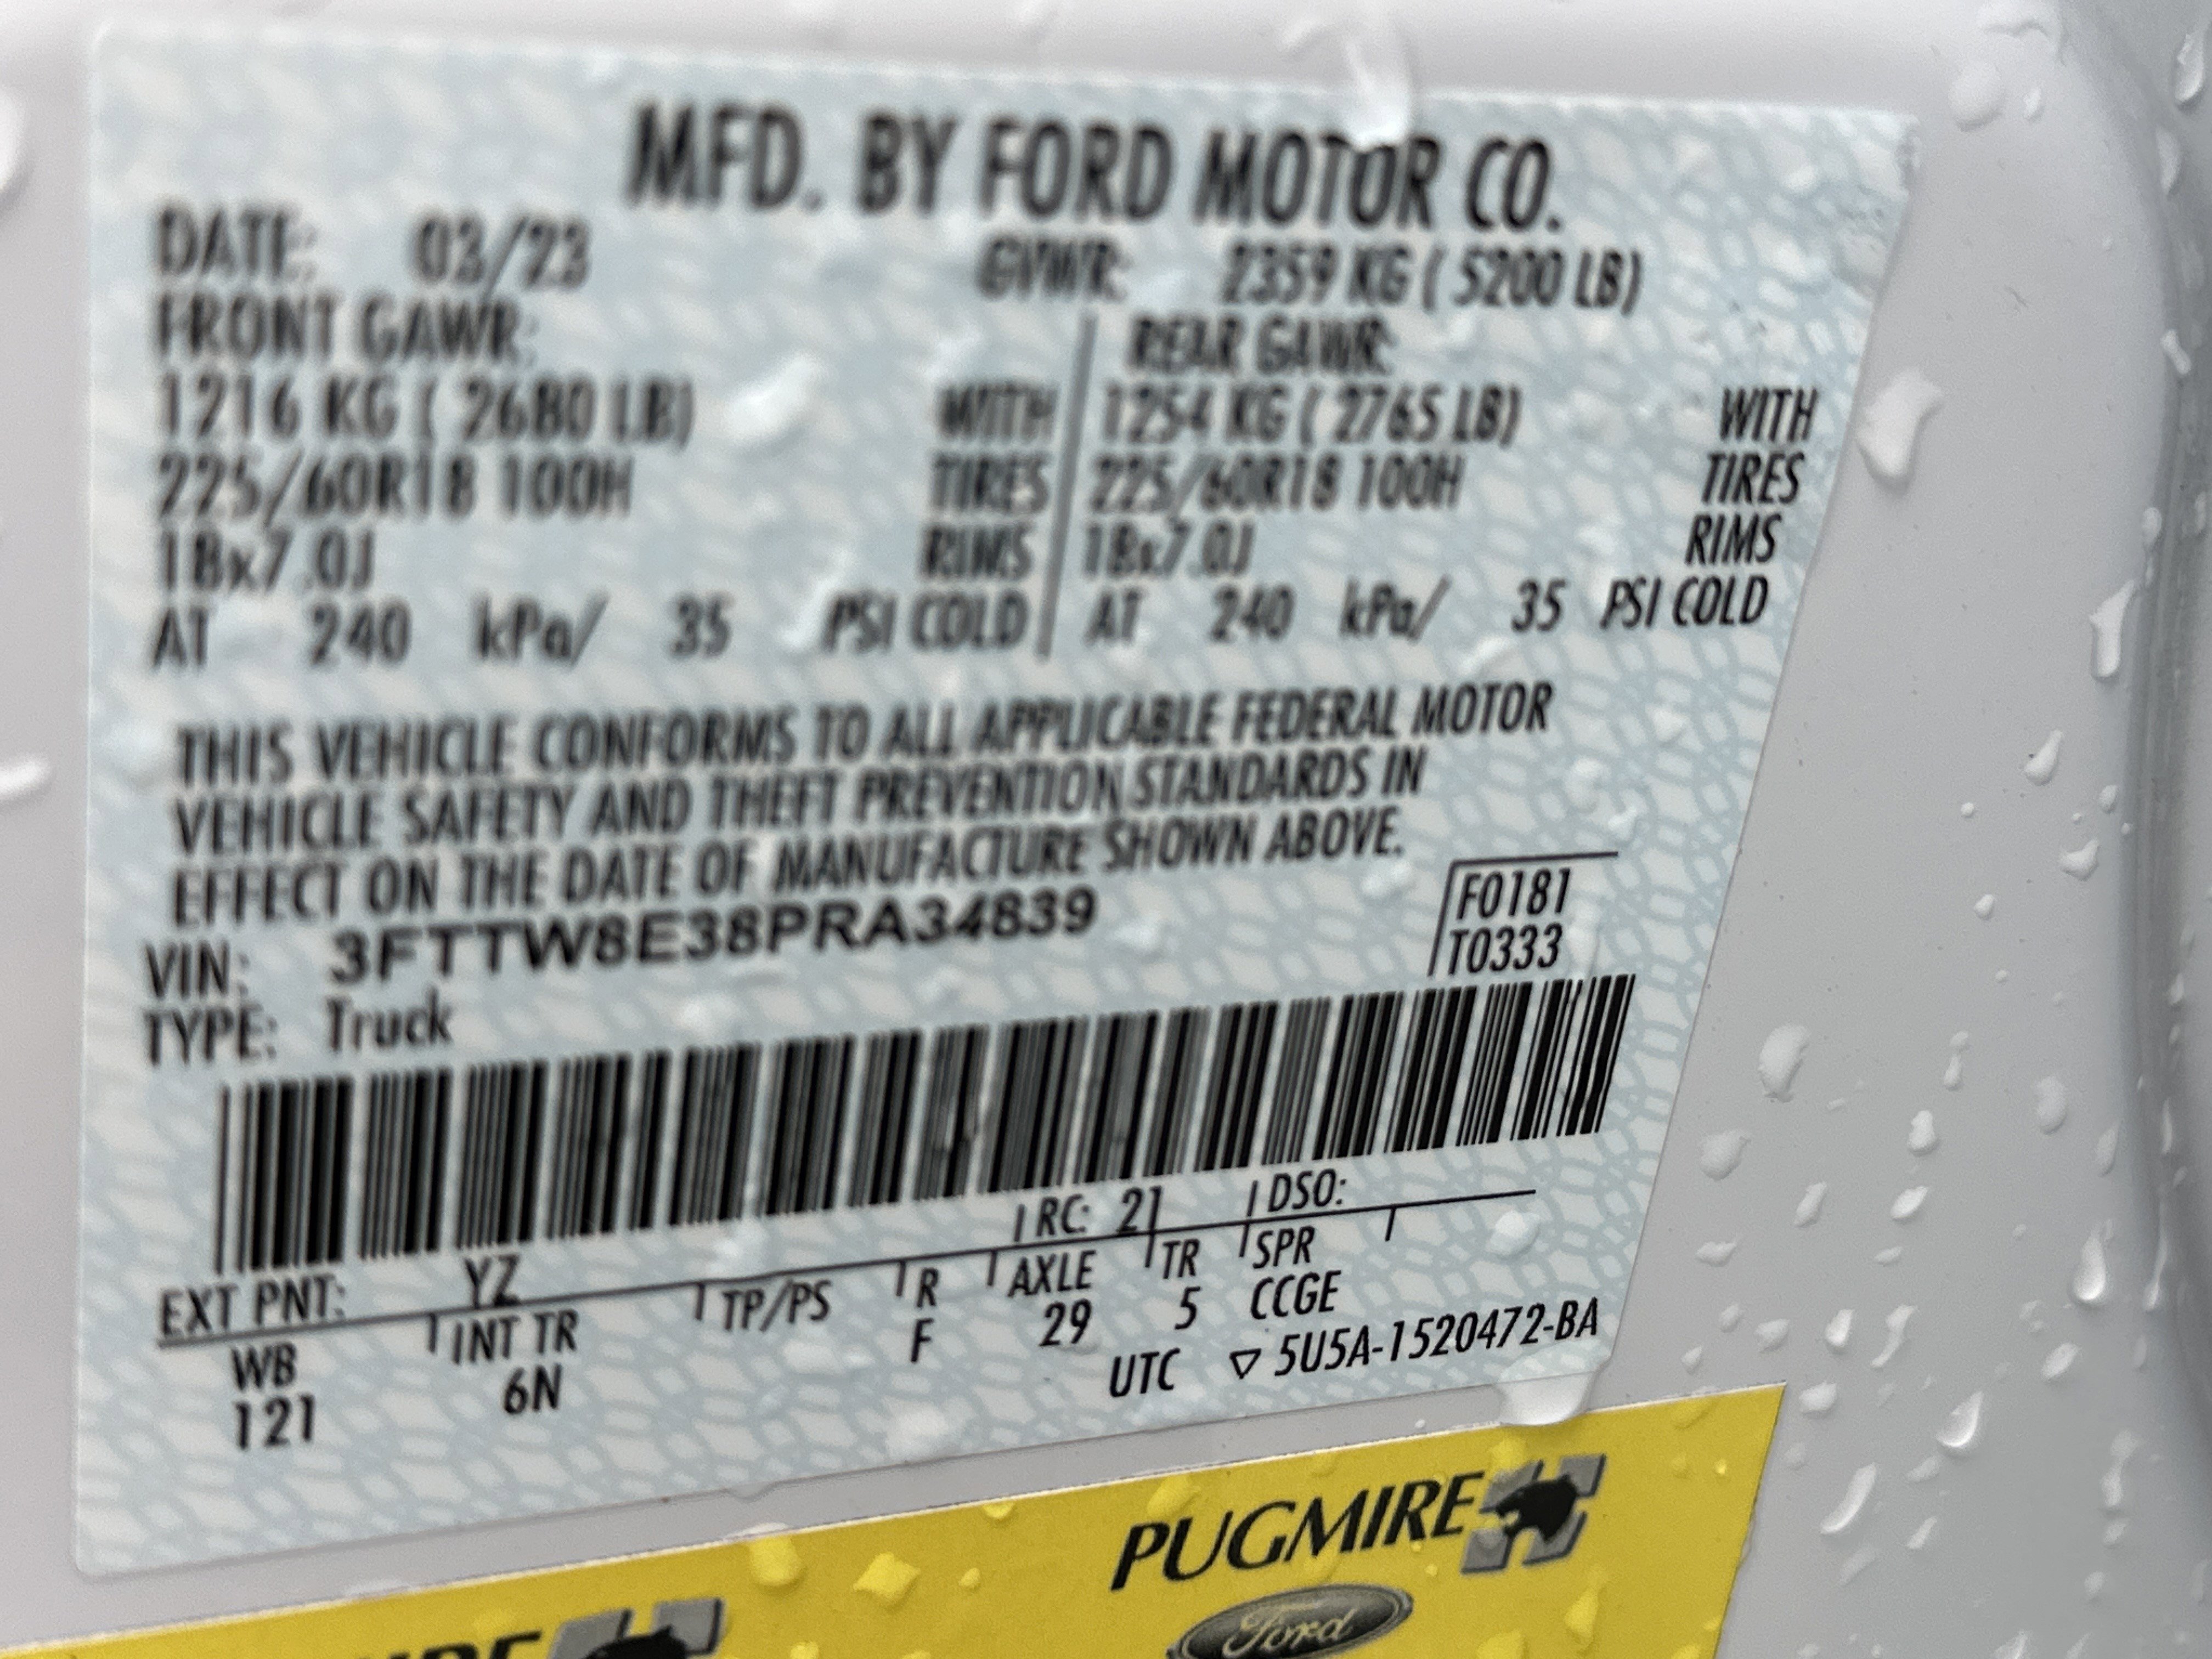 MFD. BY FORD MOTOR CO.
DATE: 03/23 GVWR: 2359 KG ( 5200 LB)
FRONT GAWR: REAR GAWR:
1216 KG ( 2680 LB) WITH 1254 KG ( 2765 LB) WITH
225/60R18 100H TIRES 225/60R18 100H TIRES
18x7.0J RIMS 18x7.0J RIMS
AT 240 kPa/ 35 PSI COLD AT 240 kPa/ 35 PSI COLD
THIS VEHICLE CONFORMS TO ALL APPLICABLE FEDERAL MOTOR
VEHICLE SAFETY AND THEFT PREVENTION STANDARDS IN
EFFECT ON THE DATE OF MANUFACTURE SHOWN ABOVE.
VIN: 3FTTW8E38PRA34839 F0181
TYPE: Truck T0333
EXT PNT: YZ RC: 21 DSO:
WB INT TR TP/PS R AXLE TR SPR
121 6N F 29 5 CCGE
UTC ▽ 5U5A-1520472-BA
PUGMIRE
Ford